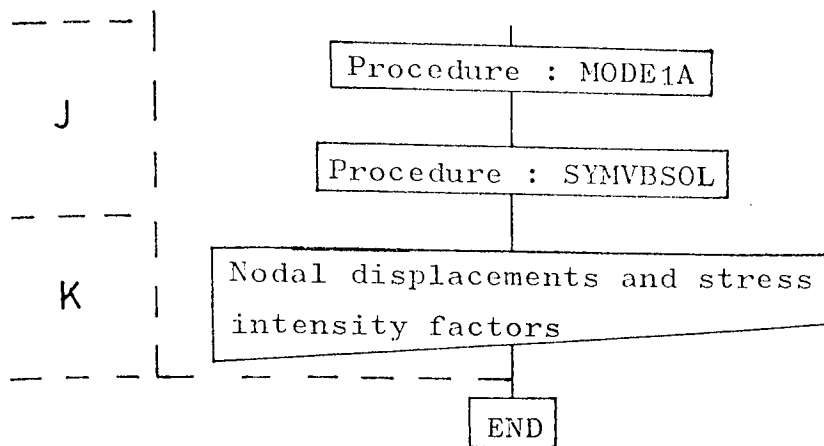 Procedure : MODE1A
J
Procedure : SYMVBSOL
Nodal displacements and stress
K
intensity factors
END